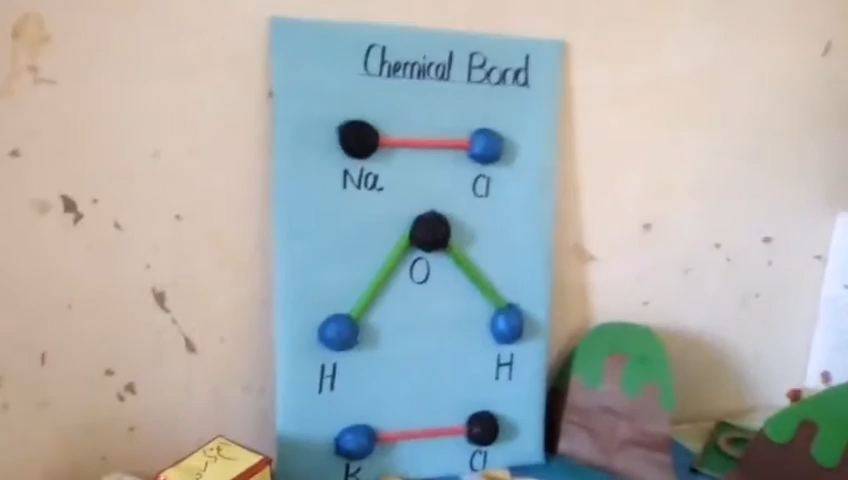 Chemical Bond
Na Cl
O
H H
K Cl